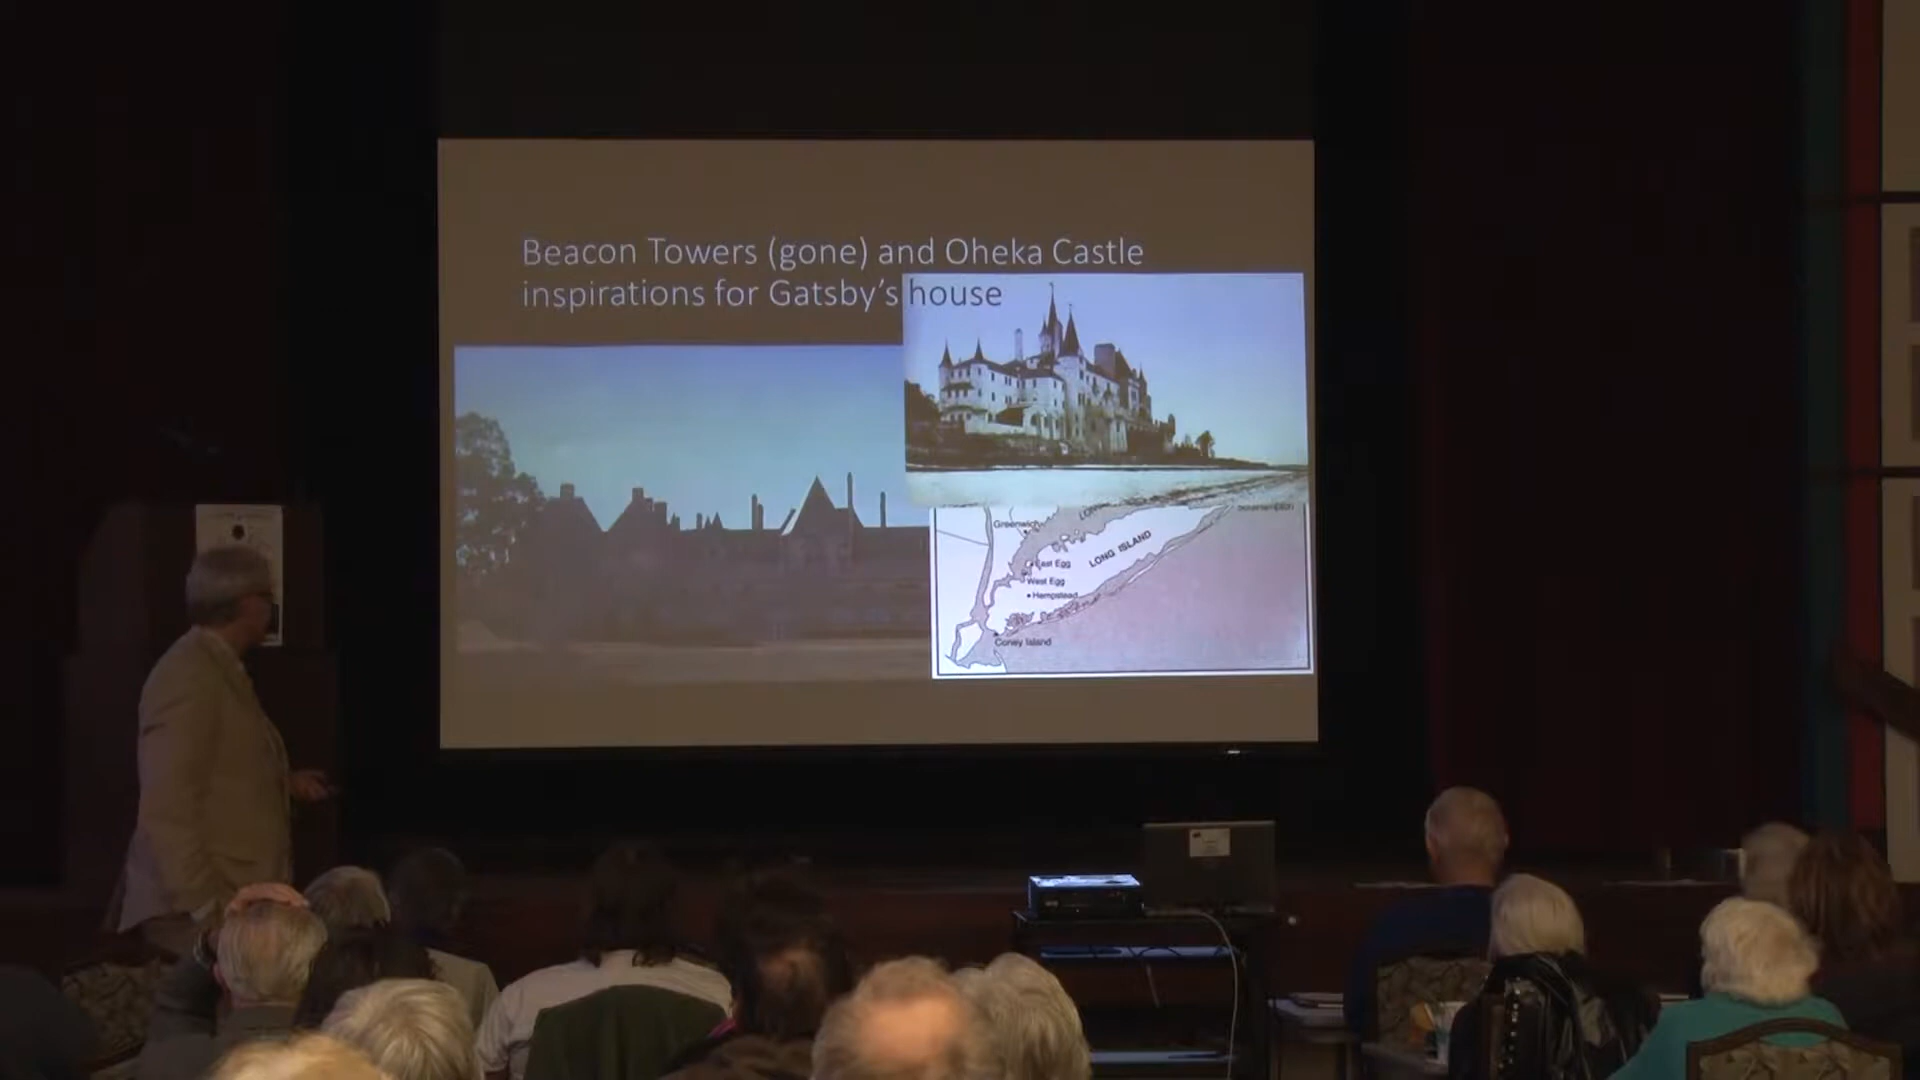 Beacon Towers (gone) and Oheka Castle
inspirations for Gatsby's house
Greenwich
LONG ISLAND
East Egg
West Egg
Hempstead
Coney Island